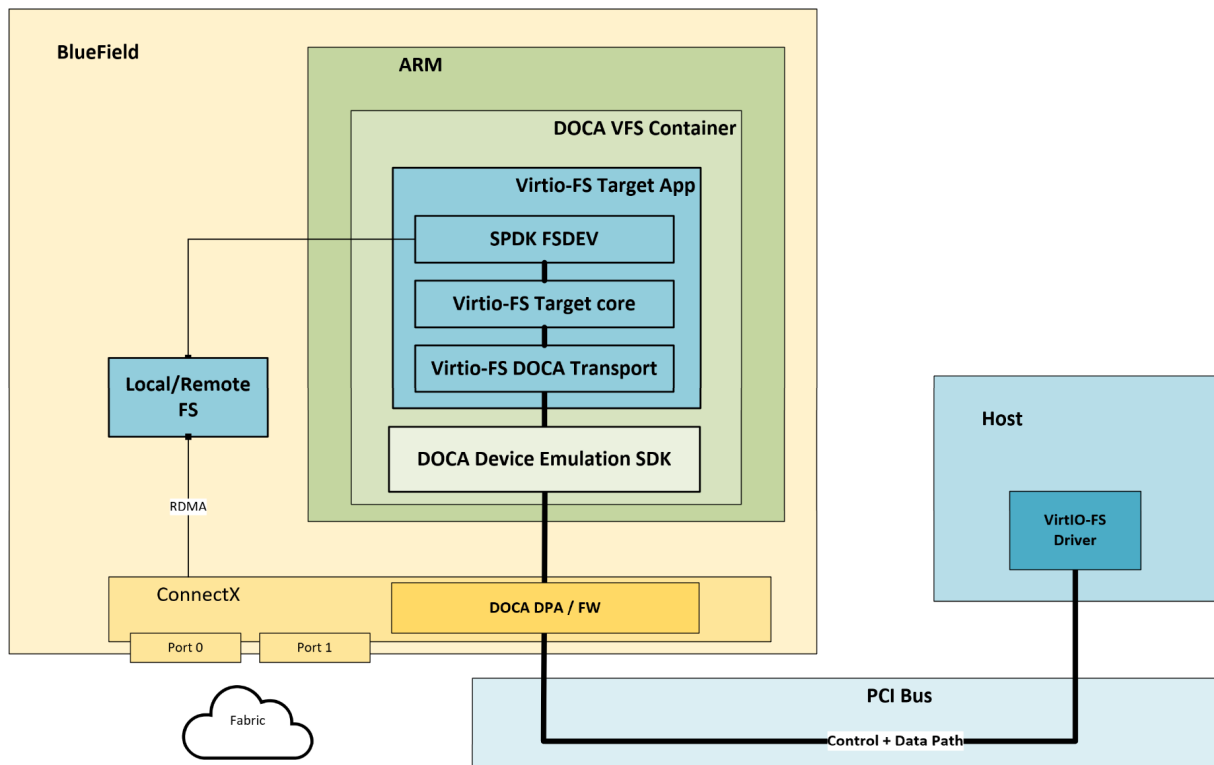 BlueField
ARM
DOCA VFS Container
Virtio-FS Target App
SPDK FSDEV
Virtio-FS Target core
Virtio-FS DOCA Transport
Local/Remote
FS
DOCA Device Emulation SDK
Host
RDMA
VirtIO-FS
Driver
ConnectX
DOCA DPA / FW
Port 0
Port 1
PCI Bus
Fabric
Control + Data Path